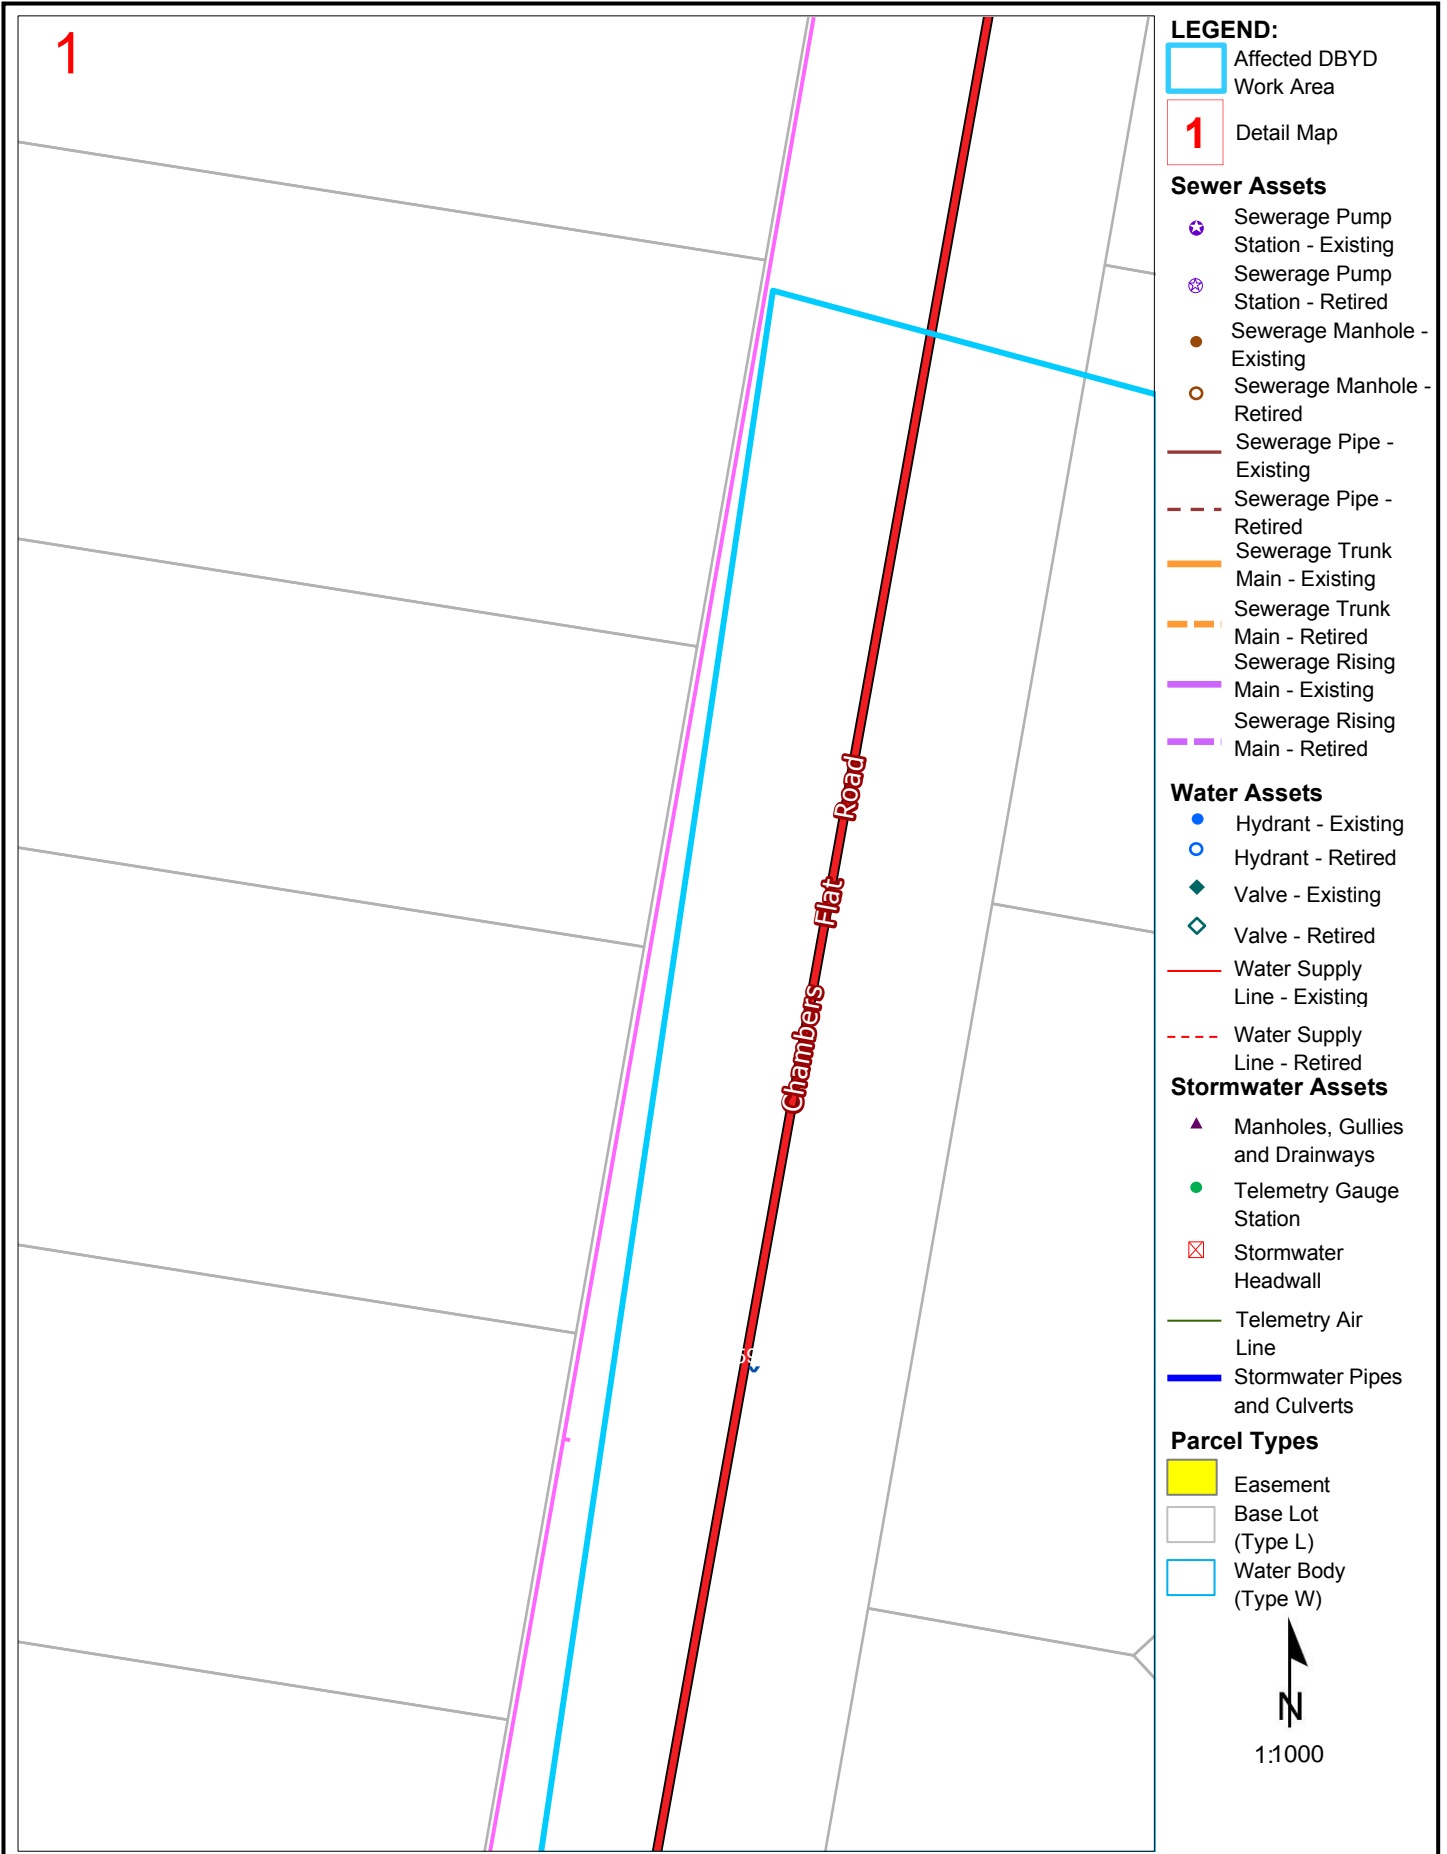 1
LEGEND:
Affected DBYD
Work Area
1
Detail Map
Sewer Assets
Sewerage Pump
Station - Existing
Sewerage Pump
Station - Retired
Sewerage Manhole -
Existing
Sewerage Manhole -
Retired
Sewerage Pipe -
Existing
Sewerage Pipe -
Retired
Sewerage Trunk
Main - Existing
Sewerage Trunk
Main - Retired
Sewerage Rising
Main - Existing
Sewerage Rising
Main - Retired
Water Assets
Hydrant - Existing
Hydrant - Retired
Valve - Existing
Valve - Retired
Water Supply
Line - Existing
Water Supply
Line - Retired
Stormwater Assets
Manholes, Gullies
and Drainways
Telemetry Gauge
Station
Stormwater
Headwall
Telemetry Air
Line
Stormwater Pipes
and Culverts
Parcel Types
Easement
Base Lot
(Type L)
Water Body
(Type W)
N
1:1000
Chambers Flat Road